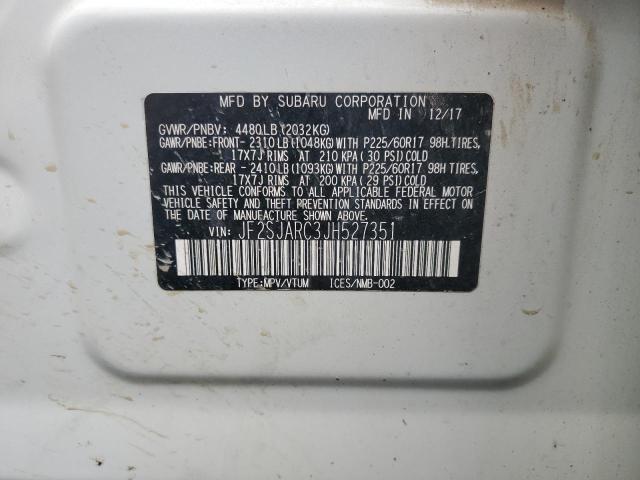 MFD BY SUBARU CORPORATION
MFD IN 12/17
GVWR/PNBV: 4480LB(2032KG)
GAWR/PNBE:FRONT- 2310LB(1048KG)WITH P225/60R17 98H.TIRES,
17X7J RIMS AT 210 KPA(30 PSI)COLD
GAWR/PNBE:REAR - 2410LB(1093KG)WITH P225/60R17 98H TIRES,
17X7J RIMS AT 200 KPA(29 PSI)COLD
THIS VEHICLE CONFORMS TO ALL APPLICABLE FEDERAL MOTOR
VEHICLE SAFETY, BUMPER, AND THEFT PREVENTION STANDARDS
IN EFFECT ON THE DATE OF MANUFACTURE SHOWN ABOVE.
VIN: JF2SJARC3JH527351
TYPE:MPV/VTUM ICES/NMB-002